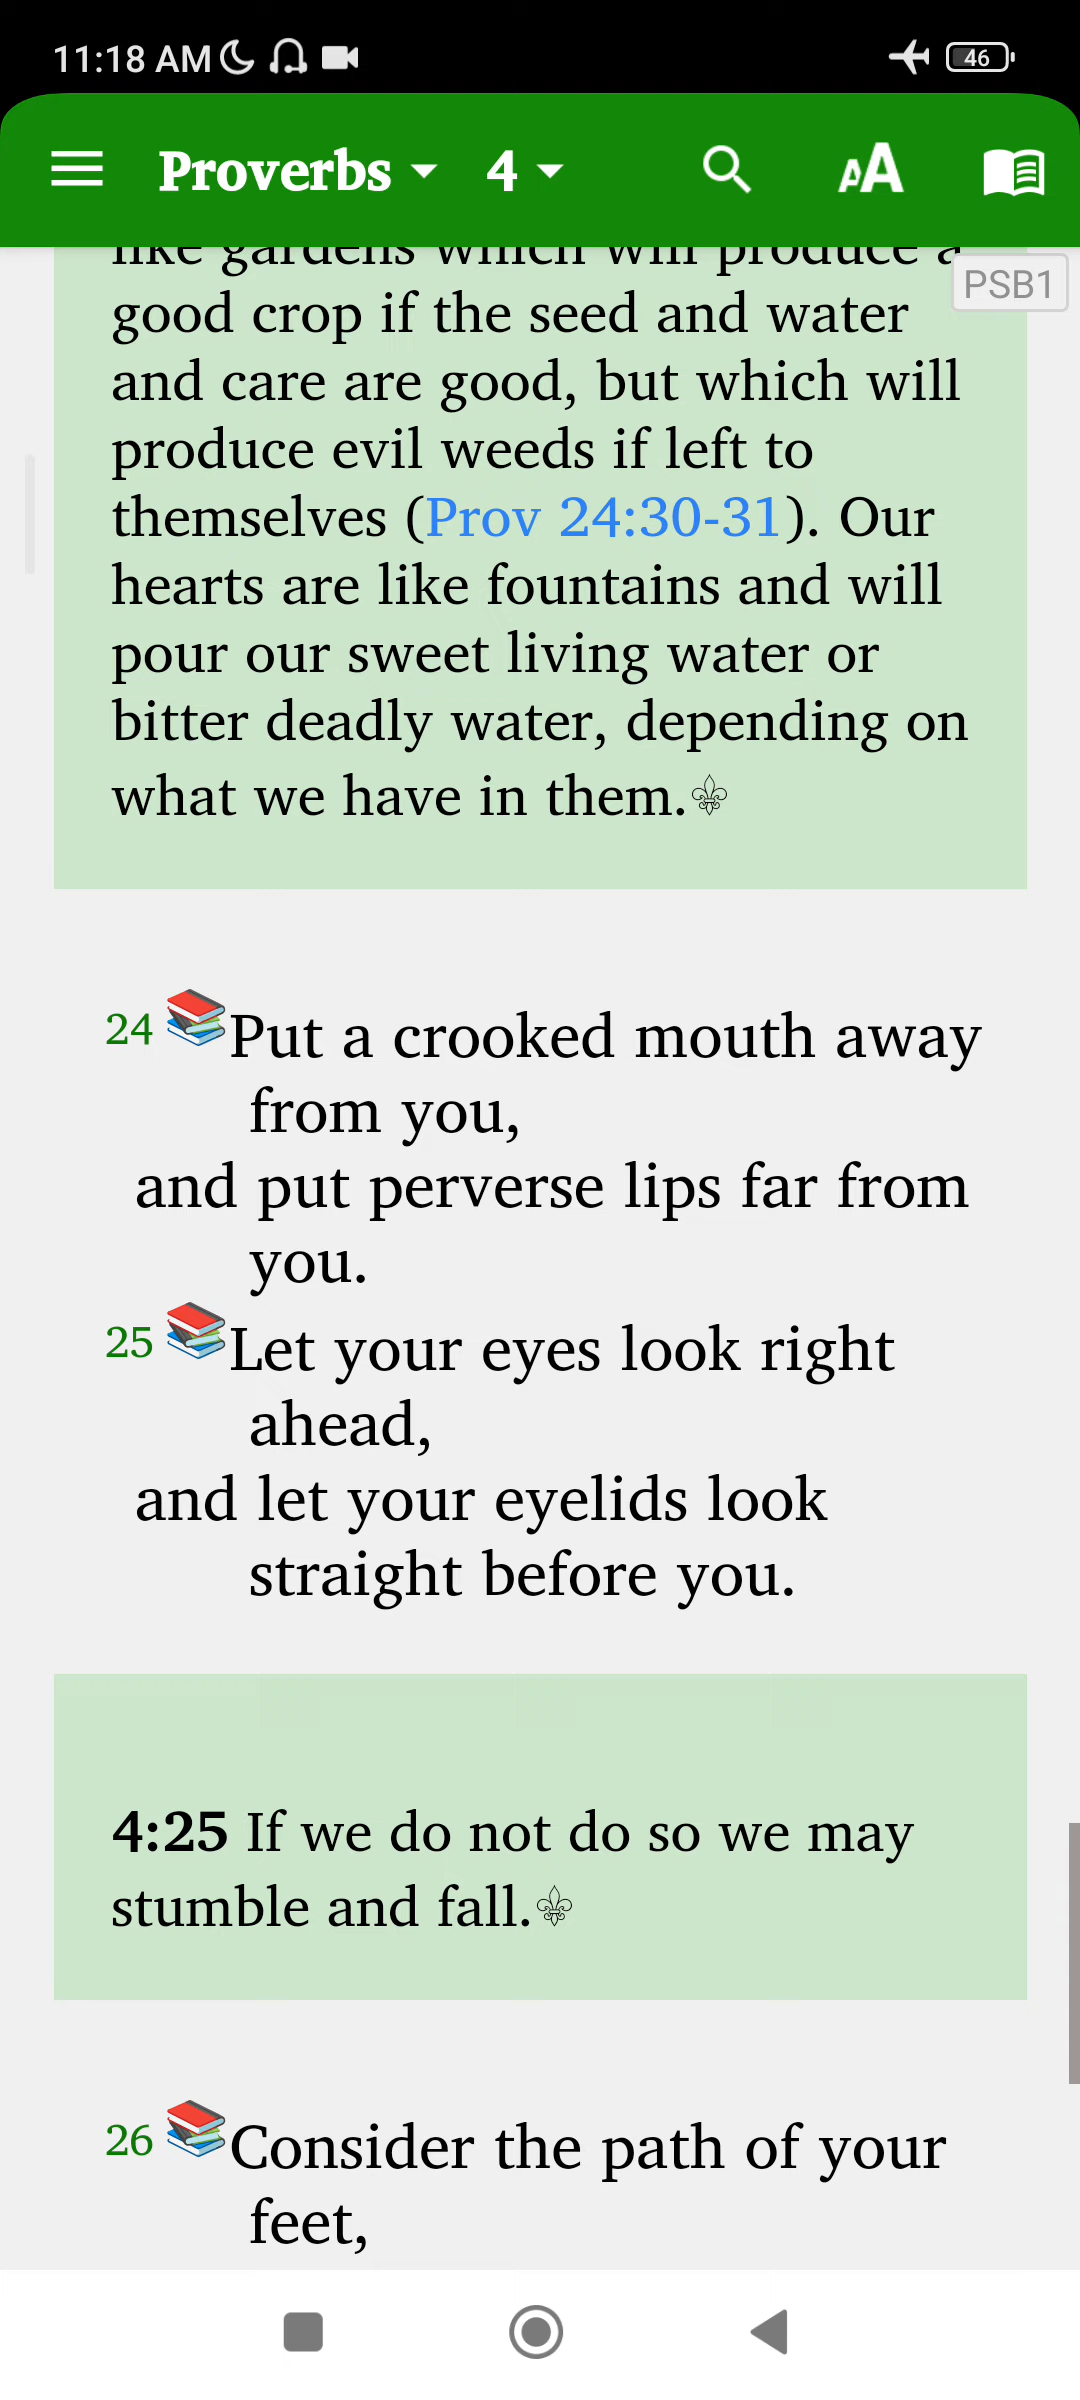 11:18 AM 46
Proverbs 4
like gardens which will produce a
PSB1
good crop if the seed and water
and care are good, but which will
produce evil weeds if left to
themselves (Prov 24:30-31). Our
hearts are like fountains and will
pour our sweet living water or
bitter deadly water, depending on
what we have in them.⚜
24 Put a crooked mouth away
from you,
and put perverse lips far from
you.
25 Let your eyes look right
ahead,
and let your eyelids look
straight before you.
4:25 If we do not do so we may
stumble and fall.⚜
26 Consider the path of your
feet,